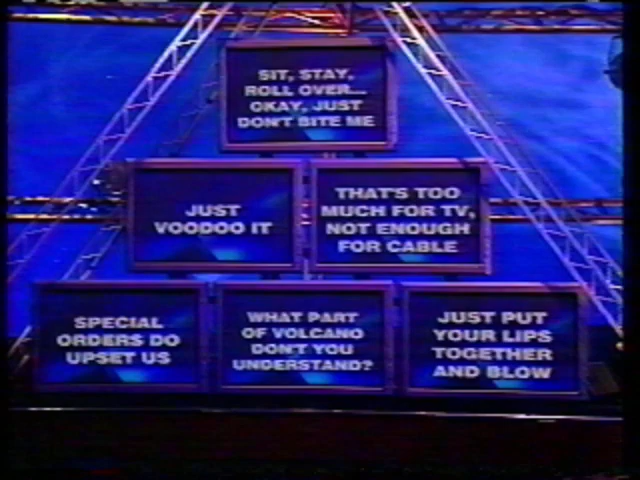 SIT, STAY,
ROLL OVER...
OKAY, JUST
DON'T BITE ME
JUST
VOODOO IT
THAT'S TOO
MUCH FOR TV,
NOT ENOUGH
FOR CABLE
SPECIAL
ORDERS DO
UPSET US
WHAT PART
OF VOLCANO
DON'T YOU
UNDERSTAND?
JUST PUT
YOUR LIPS
TOGETHER
AND BLOW